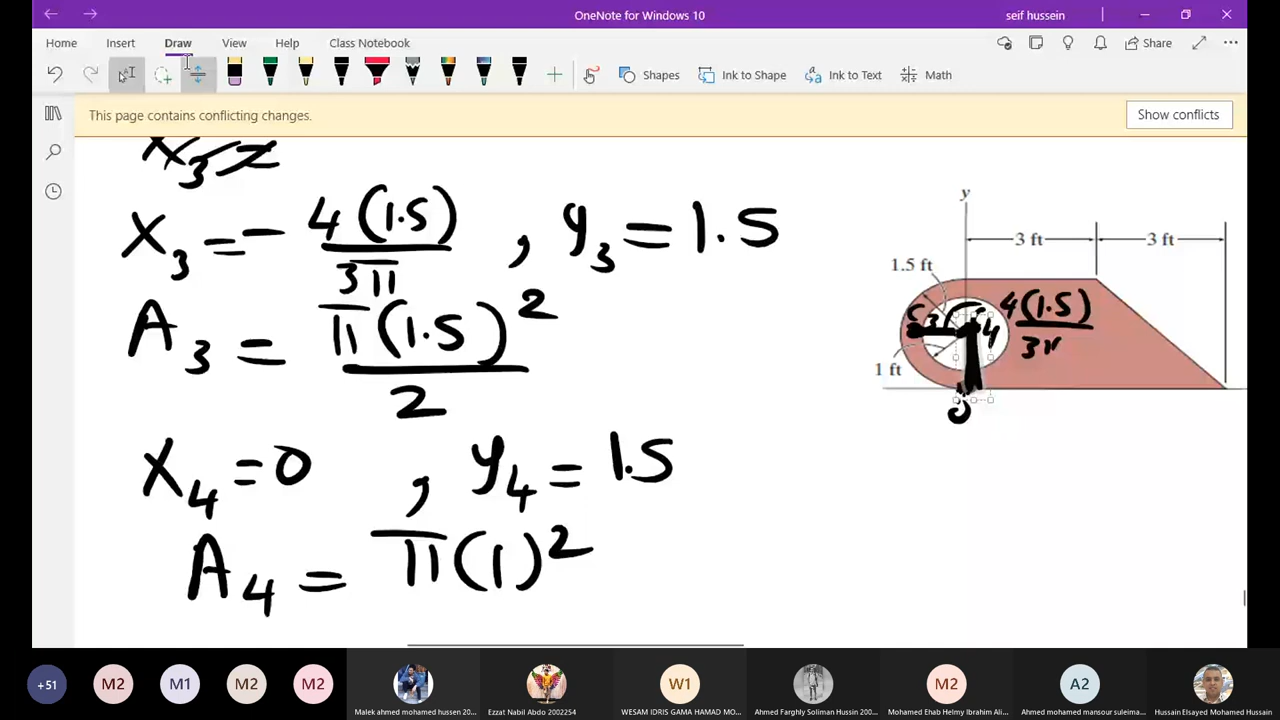 OneNote for Windows 10
seif hussein
Home Insert Draw View Help Class Notebook
Share
Shapes Ink to Shape Ink to Text Math
This page contains conflicting changes.
Show conflicts
X3
X3 = - 4(1.5) / 3π , y3 = 1.5
A3 = π(1.5)² / 2
X4 = 0 , y4 = 1.5
A4 = π(1)²
y
3 ft 3 ft
1.5 ft
C3 C4 4(1.5) / 3π
1 ft
O
+51 M2 M1 M2 M2 W1 M2 A2
Malek ahmed mohamed hussen 20... Ezzat Nabil Abdo 2002254 WESAM IDRIS GAMA HAMAD MO... Ahmed Farghly Soliman Hussin 200... Mohamed Ehab Helmy Ibrahim Ali... Ahmed mohamed mansour suleima... Hussain Elsayed Mohamed Hussain